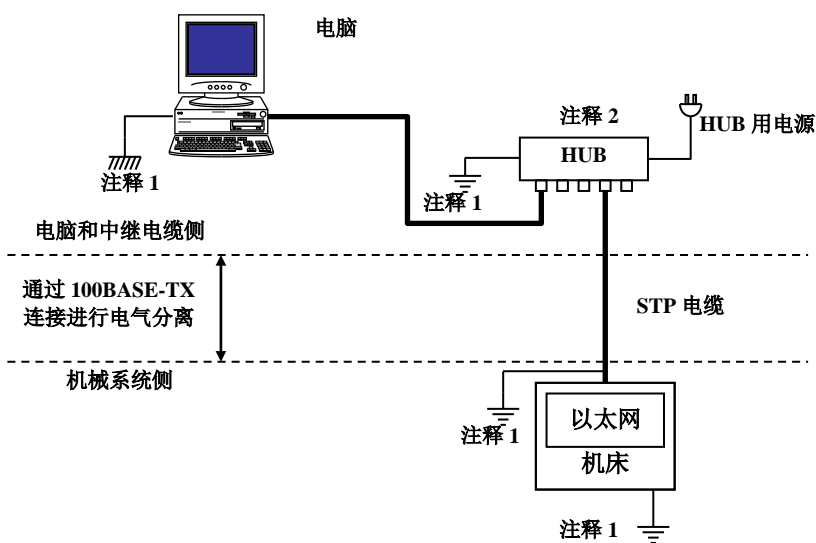 电脑
注释 2
HUB 用电源
HUB
注释 1
注释 1
电脑和中继电缆侧
通过 100BASE-TX
连接进行电气分离
STP 电缆
机械系统侧
注释 1
以太网
机床
注释 1